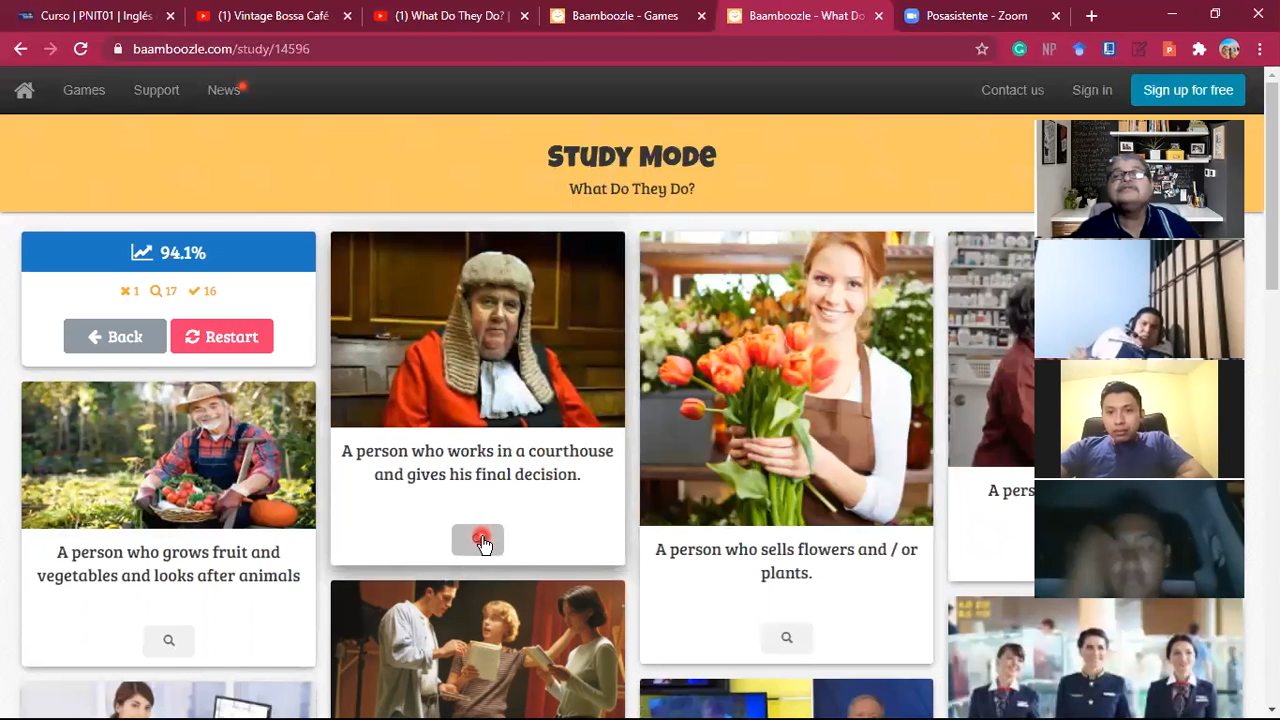 Curso | PNIT01 | Inglés
(1) Vintage Bossa Café
(1) What Do They Do? |
Baamboozle - Games
Baamboozle - What Do
Posasistente - Zoom
baamboozle.com/study/14596
NP
Games
Support
News
Contact us
Sign in
Sign up for free
STUDY MODE
What Do They Do?
94.1%
1
17
16
Back
Restart
A person who works in a courthouse
and gives his final decision.
A person who grows fruit and
vegetables and looks after animals
A person who sells flowers and / or
plants.
A pers